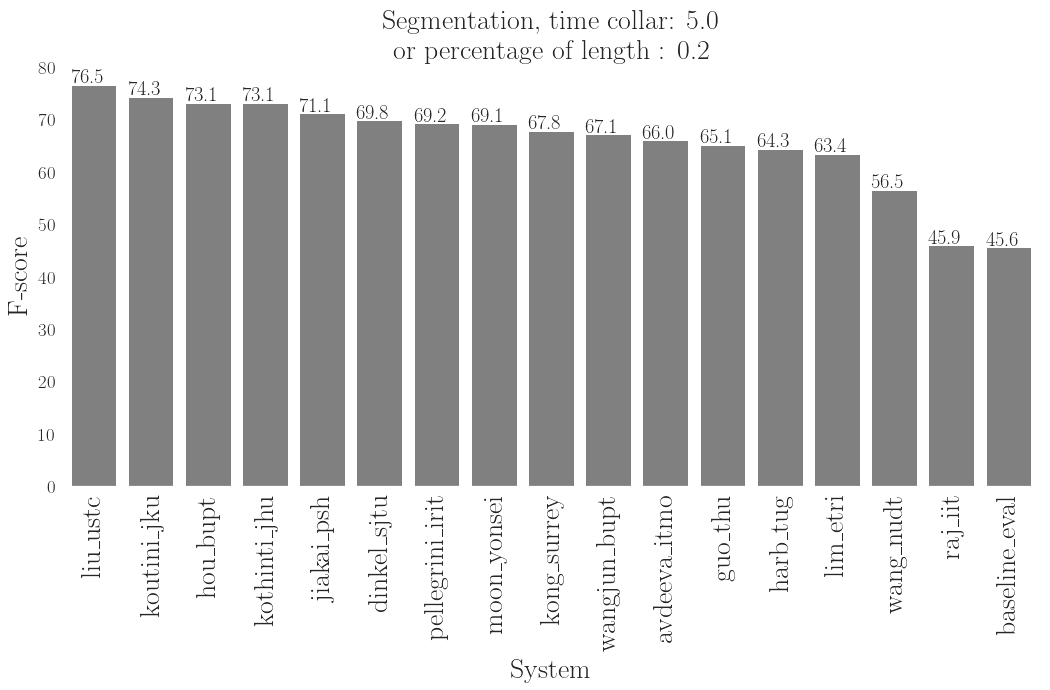 Segmentation, time collar: 5.0
or percentage of length : 0.2
F-score
80
70
60
50
40
30
20
10
0
76.5
74.3
73.1
73.1
71.1
69.8
69.2
69.1
67.8
67.1
66.0
65.1
64.3
63.4
56.5
45.9
45.6
liu_ustc
koutini_jku
hou_bupt
kothinti_jhu
jiakai_psh
dinkel_sjtu
pellegrini_irit
moon_yonsei
kong_surrey
wangjun_bupt
avdeeva_itmo
guo_thu
harb_tug
lim_etri
wang_nudt
raj_iit
baseline_eval
System